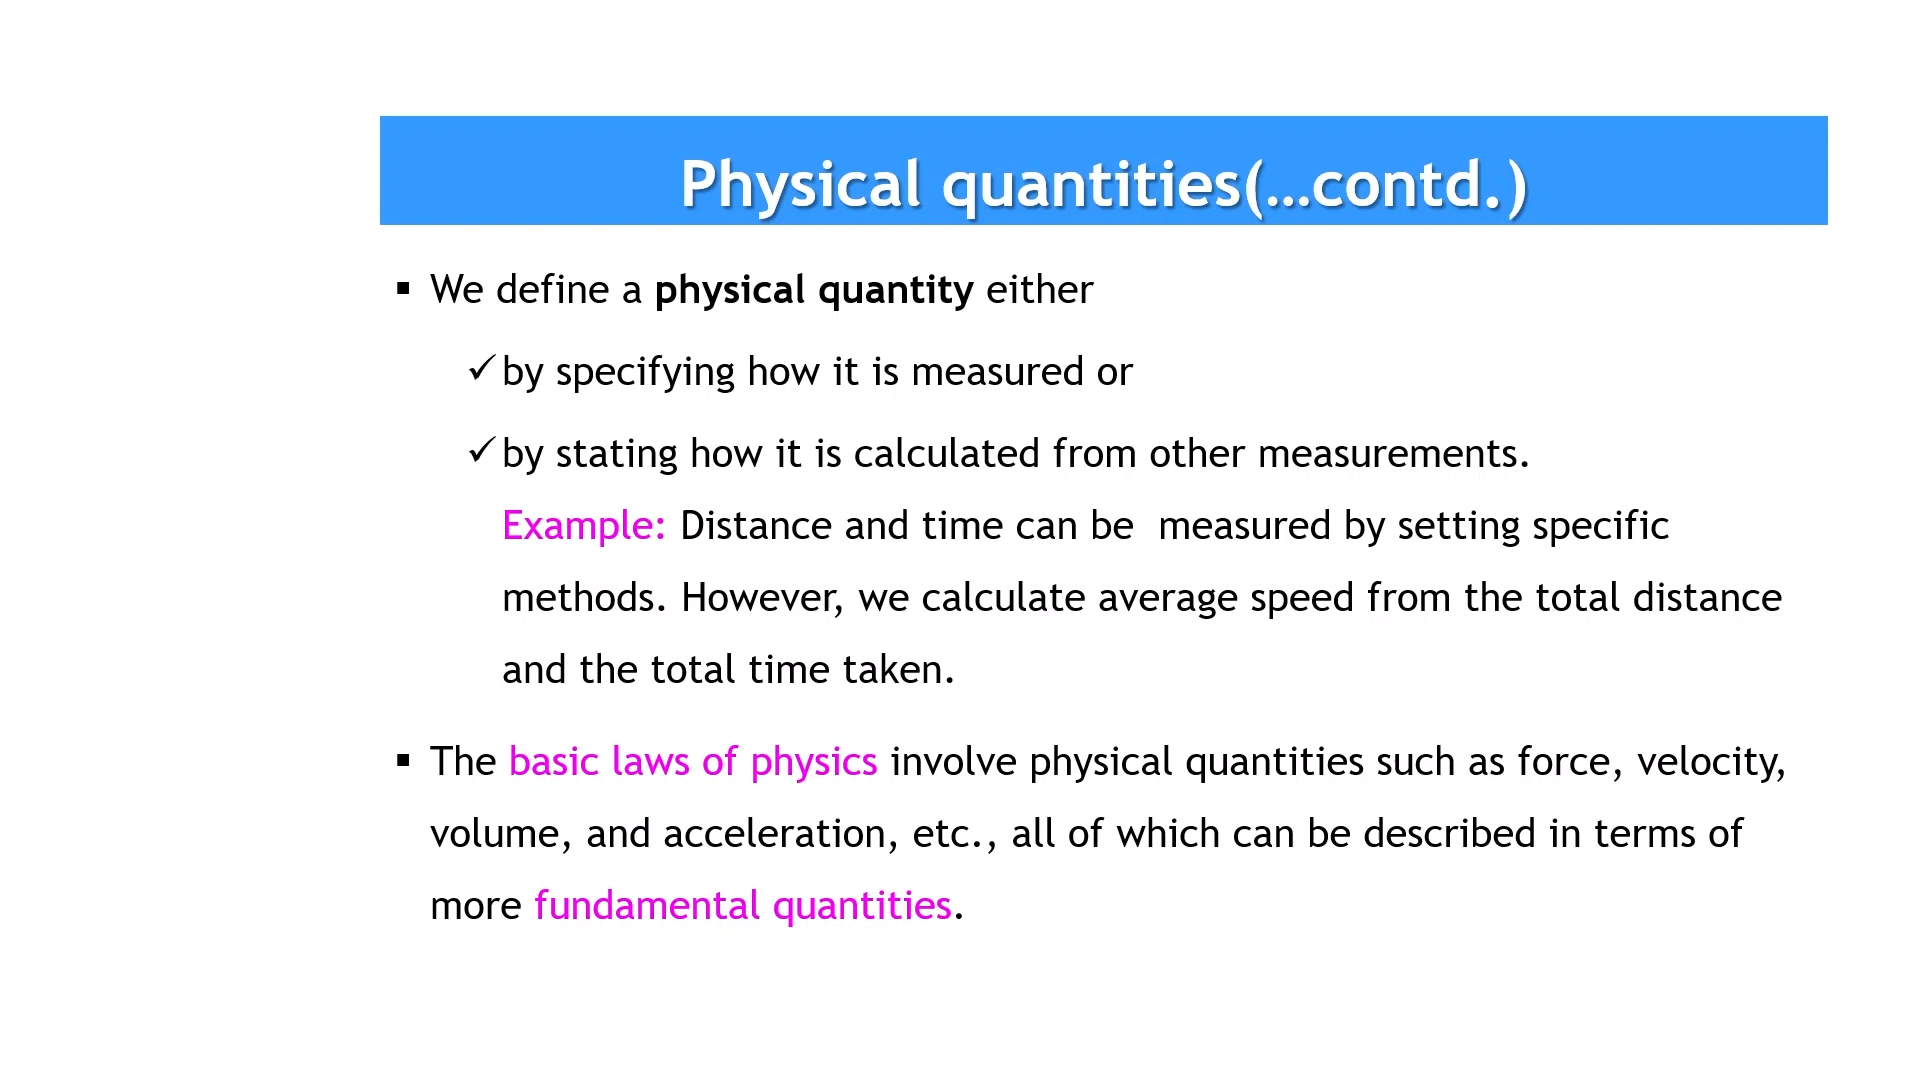 Physical quantities(…contd.)
▪ We define a physical quantity either
✓ by specifying how it is measured or
✓ by stating how it is calculated from other measurements.
Example: Distance and time can be  measured by setting specific
methods. However, we calculate average speed from the total distance
and the total time taken.
▪ The basic laws of physics involve physical quantities such as force, velocity,
volume, and acceleration, etc., all of which can be described in terms of
more fundamental quantities.